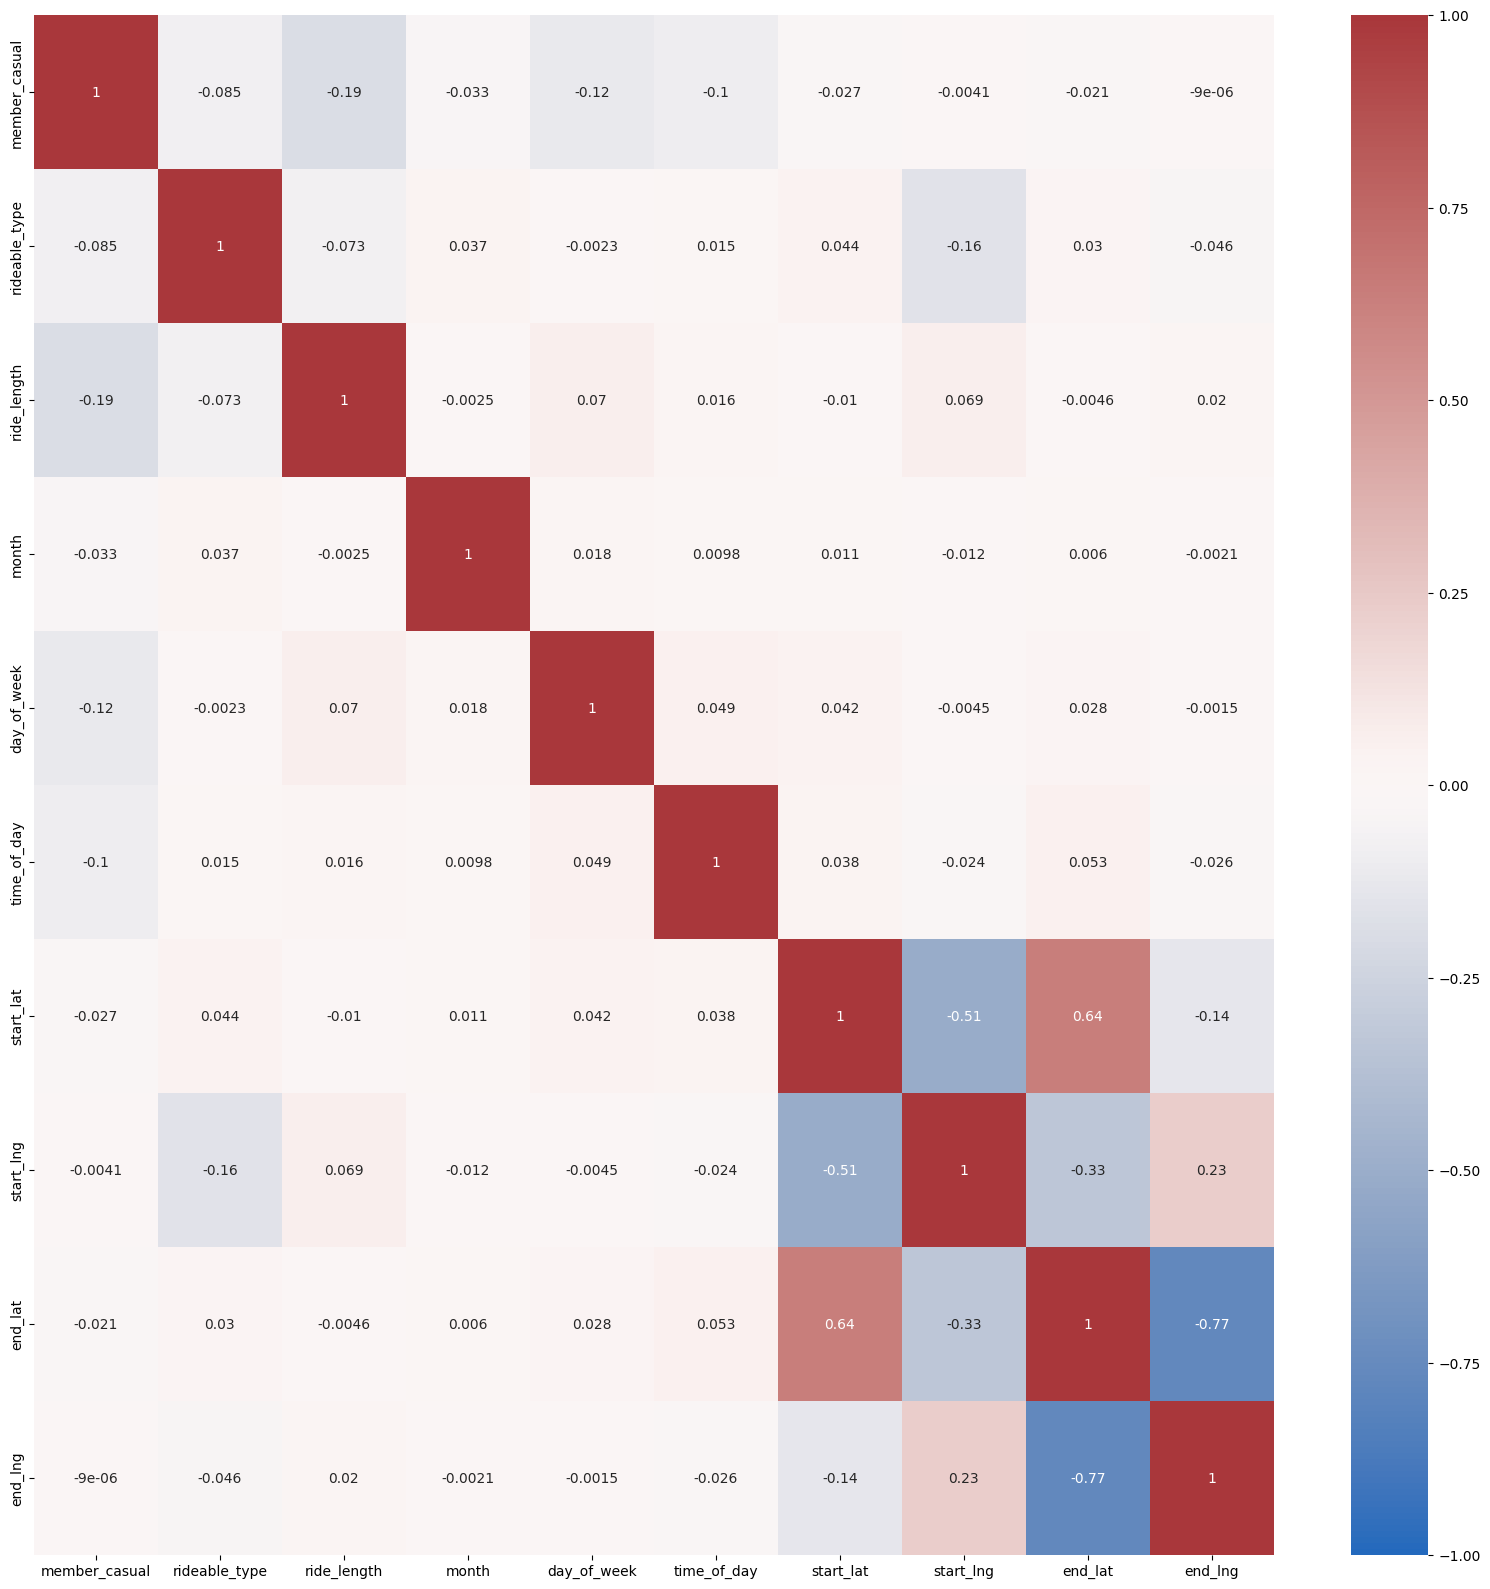 member_casual 1 -0.085 -0.19 -0.033 -0.12 -0.1 -0.027 -0.0041 -0.021 -9e-06
rideable_type -0.085 1 -0.073 0.037 -0.0023 0.015 0.044 -0.16 0.03 -0.046
ride_length -0.19 -0.073 1 -0.0025 0.07 0.016 -0.01 0.069 -0.0046 0.02
month -0.033 0.037 -0.0025 1 0.018 0.0098 0.011 -0.012 0.006 -0.0021
day_of_week -0.12 -0.0023 0.07 0.018 1 0.049 0.042 -0.0045 0.028 -0.0015
time_of_day -0.1 0.015 0.016 0.0098 0.049 1 0.038 -0.024 0.053 -0.026
start_lat -0.027 0.044 -0.01 0.011 0.042 0.038 1 -0.51 0.64 -0.14
start_lng -0.0041 -0.16 0.069 -0.012 -0.0045 -0.024 -0.51 1 -0.33 0.23
end_lat -0.021 0.03 -0.0046 0.006 0.028 0.053 0.64 -0.33 1 -0.77
end_lng -9e-06 -0.046 0.02 -0.0021 -0.0015 -0.026 -0.14 0.23 -0.77 1
member_casual rideable_type ride_length month day_of_week time_of_day start_lat start_lng end_lat end_lng
1.00
0.75
0.50
0.25
0.00
−0.25
−0.50
−0.75
−1.00